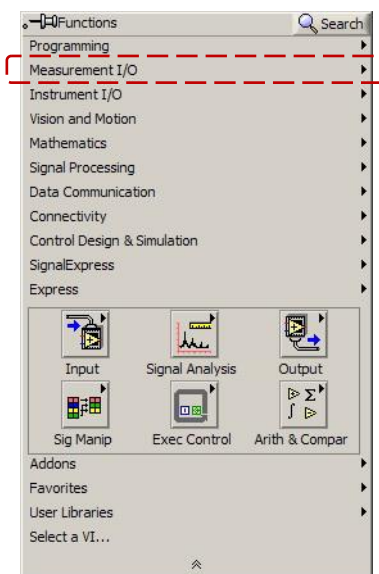 Functions
Search
Programming
Measurement I/O
Instrument I/O
Vision and Motion
Mathematics
Signal Processing
Data Communication
Connectivity
Control Design & Simulation
SignalExpress
Express
Input Signal Analysis Output
Sig Manip Exec Control Arith & Compar
Addons
Favorites
User Libraries
Select a VI...